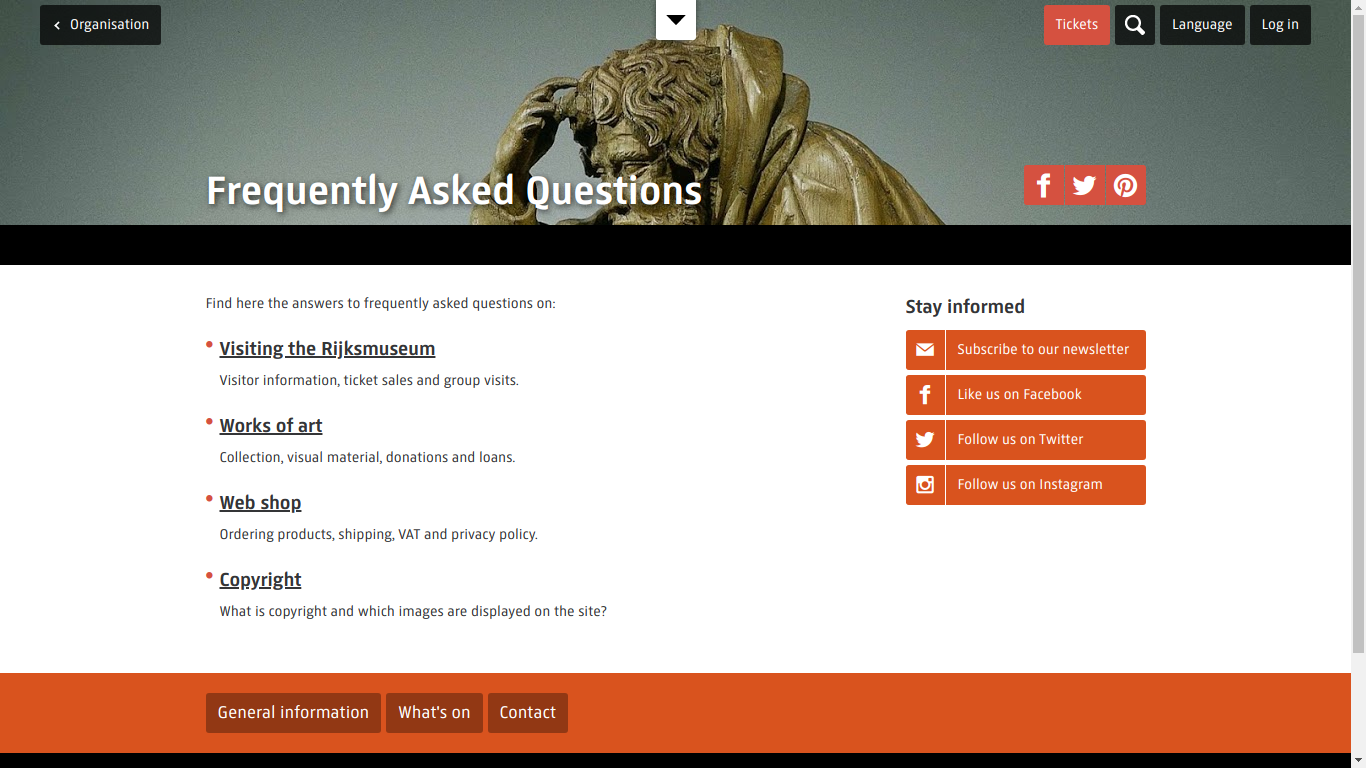 Organisation
Tickets
Language
Log in
Frequently Asked Questions
Find here the answers to frequently asked questions on:
Visiting the Rijksmuseum
Visitor information, ticket sales and group visits.
Works of art
Collection, visual material, donations and loans.
Web shop
Ordering products, shipping, VAT and privacy policy.
Copyright
What is copyright and which images are displayed on the site?
Stay informed
Subscribe to our newsletter
Like us on Facebook
Follow us on Twitter
Follow us on Instagram
General information
What's on
Contact